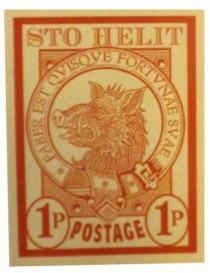 STO HELIT
FABER EST QVISQVE FORTVNAE SVAE
1P POSTAGE 1P